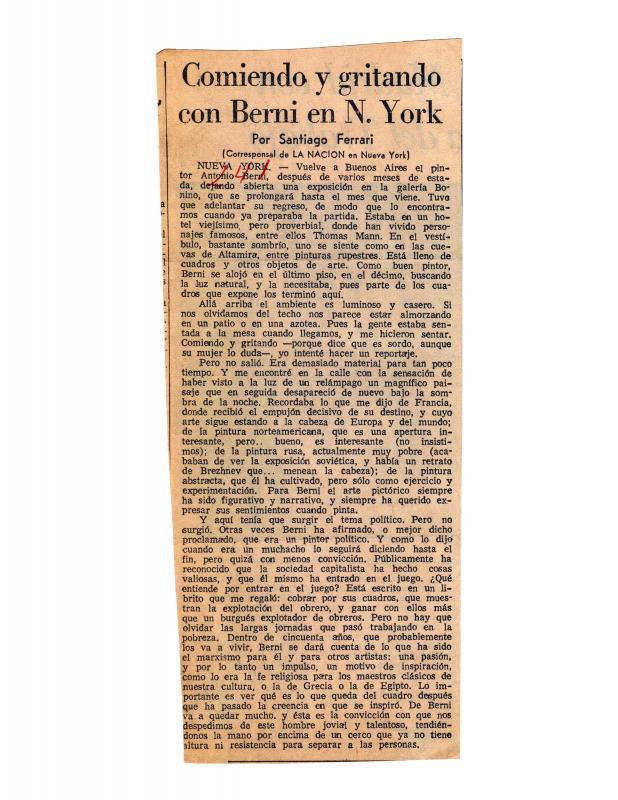 Comiendo y gritando
con Berni en N. York
Por Santiago Ferrari
(Corresponsal de LA NACION en Nueva York)
NUEVA YORK. — Vuelve a Buenos Aires el pin-
tor Antonio Berni, después de varios meses de esta-
da, dejando abierta una exposición en la galería Bo-
nino, que se prolongará hasta el mes que viene. Tuvo
que adelantar su regreso, de modo que lo encontra-
mos cuando ya preparaba la partida. Estaba en un ho-
tel viejísimo, pero proverbial, donde han vivido perso-
najes famosos, entre ellos Thomas Mann. En el vestí-
bulo, bastante sombrío, uno se siente como en las cue-
vas de Altamira, entre pinturas rupestres. Está lleno de
cuadros y otros objetos de arte. Como buen pintor,
Berni se alojó en el último piso, en el décimo, buscando
la luz natural, y la necesitaba, pues parte de los cua-
dros que expone los terminó aquí.
Allá arriba el ambiente es luminoso y casero. Si
nos olvidamos del techo nos parece estar almorzando
en un patio o en una azotea. Pues la gente estaba sen-
tada a la mesa cuando llegamos, y me hicieron sentar.
Comiendo y gritando —porque dice que es sordo, aunque
su mujer lo duda—, yo intenté hacer un reportaje.
Pero no salió. Era demasiado material para tan poco
tiempo. Y me encontré en la calle con la sensación de
haber visto a la luz de un relámpago un magnífico pai-
saje que en seguida desapareció de nuevo bajo la som-
bra de la noche. Recordaba lo que me dijo de Francia,
donde recibió el empujón decisivo de su destino, y cuyo
arte sigue estando a la cabeza de Europa y del mundo;
de la pintura norteamericana, que es una apertura in-
teresante, pero.. bueno, es interesante (no insisti-
mos); de la pintura rusa, actualmente muy pobre (aca-
baban de ver la exposición soviética, y había un retrato
de Brezhnev que... menean la cabeza); de la pintura
abstracta, que él ha cultivado, pero sólo como ejercicio y
experimentación. Para Berni el arte pictórico siempre
ha sido figurativo y narrativo, y siempre ha querido ex-
presar sus sentimientos cuando pinta.
Y aquí tenía que surgir el tema político. Pero no
surgió. Otras veces Berni ha afirmado, o mejor dicho
proclamado, que era un pintor político. Y como lo dijo
cuando era un muchacho lo seguirá diciendo hasta el
fin, pero quizá con menos convicción. Públicamente ha
reconocido que la sociedad capitalista ha hecho cosas
valiosas, y que él mismo ha entrado en el juego. ¿Qué
entiende por entrar en el juego? Está escrito en un li-
brito que me regaló: cobrar por sus cuadros, que mues-
tran la explotación del obrero, y ganar con ellos más
que un burgués explotador de obreros. Pero no hay que
olvidar las largas jornadas que pasó trabajando en la
pobreza. Dentro de cincuenta años, que probablemente
los va a vivir, Berni se dará cuenta de lo que ha sido
el marxismo para él y para otros artistas: una pasión,
y por lo tanto un impulso, un motivo de inspiración,
como lo era la fe religiosa para los maestros clásicos de
nuestra cultura, o la de Grecia o la de Egipto. Lo im-
portante es ver qué es lo que queda del cuadro después
que ha pasado la creencia en que se inspiró. De Berni
va a quedar mucho. y ésta es la convicción con que nos
despedimos de este hombre jovial y talentoso, tendién-
donos la mano por encima de un cerco que ya no tiene
altura ni resistencia para separar a las personas.